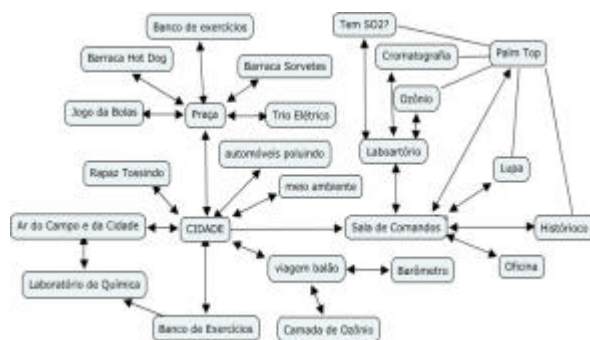 Banco de exercícios
Tem SO2?
Barraca Hot Dog
Cromatografia
Palm Top
Barraca Sorvetes
Ozônio
Jogo da Bolas
Praça
Trio Elétrico
automóveis poluindo
Laboartório
Rapaz Tossindo
Lupa
meio ambiente
Ar do Campo e da Cidade
CIDADE
Sala de Comandos
Histórioco
viagem balão
Barômetro
Oficina
Laboratório de Química
Banco de Exercícios
Camada de Ozônio